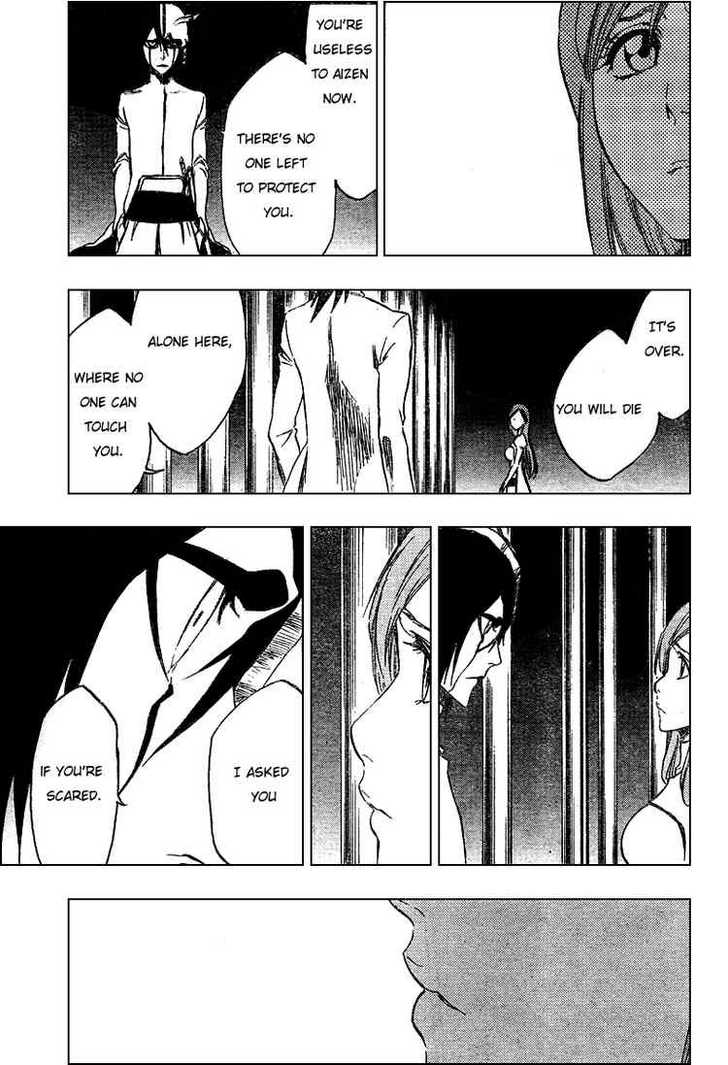 YOU'RE
USELESS
TO AIZEN
NOW.
THERE'S NO
ONE LEFT
TO PROTECT
YOU.
IT'S
OVER.
YOU WILL DIE
ALONE HERE,
WHERE NO
ONE CAN
TOUCH
YOU.
I ASKED
YOU
IF YOU'RE
SCARED.